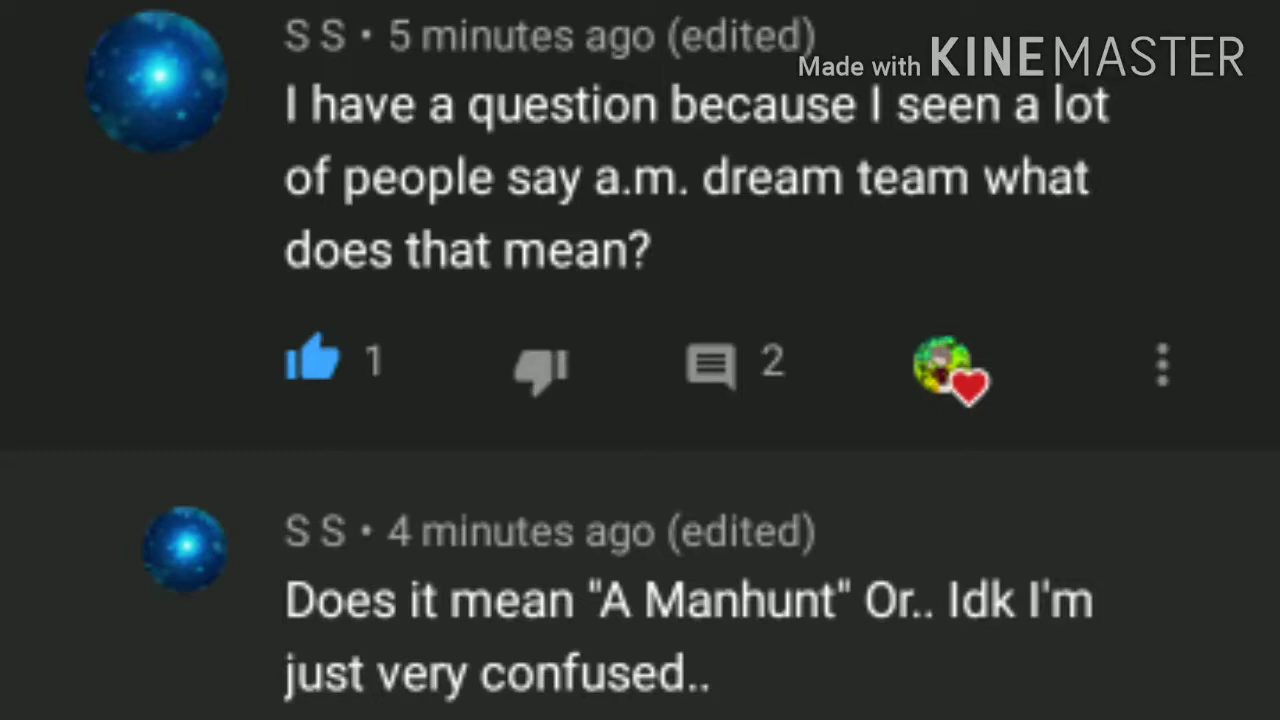 S S • 5 minutes ago (edited)
Made with KINEMASTER
I have a question because I seen a lot
of people say a.m. dream team what
does that mean?
1
2
S S • 4 minutes ago (edited)
Does it mean "A Manhunt" Or.. Idk I'm
just very confused..